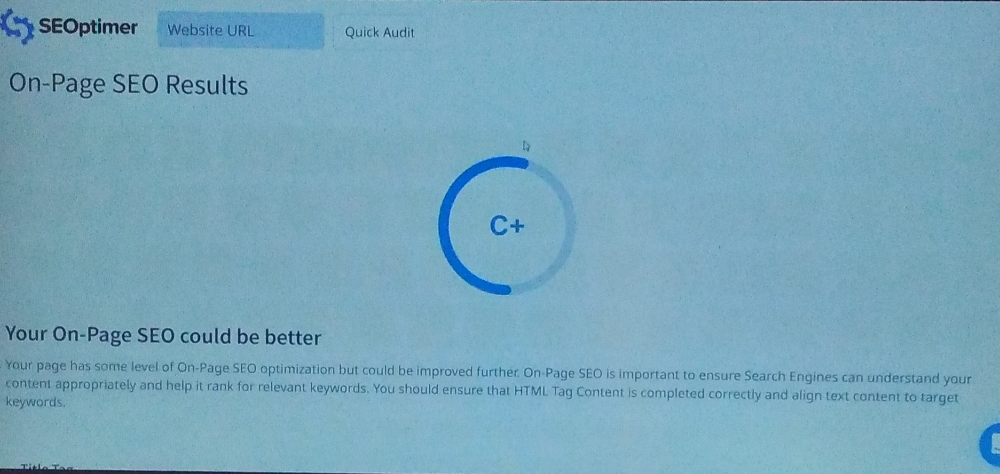 SEOptimer
Website URL
Quick Audit
On-Page SEO Results
C+
Your On-Page SEO could be better
Your page has some level of On-Page SEO optimization but could be improved further. On-Page SEO is important to ensure Search Engines can understand your
content appropriately and help it rank for relevant keywords. You should ensure that HTML Tag Content is completed correctly and align text content to target
keywords.
Title Tag